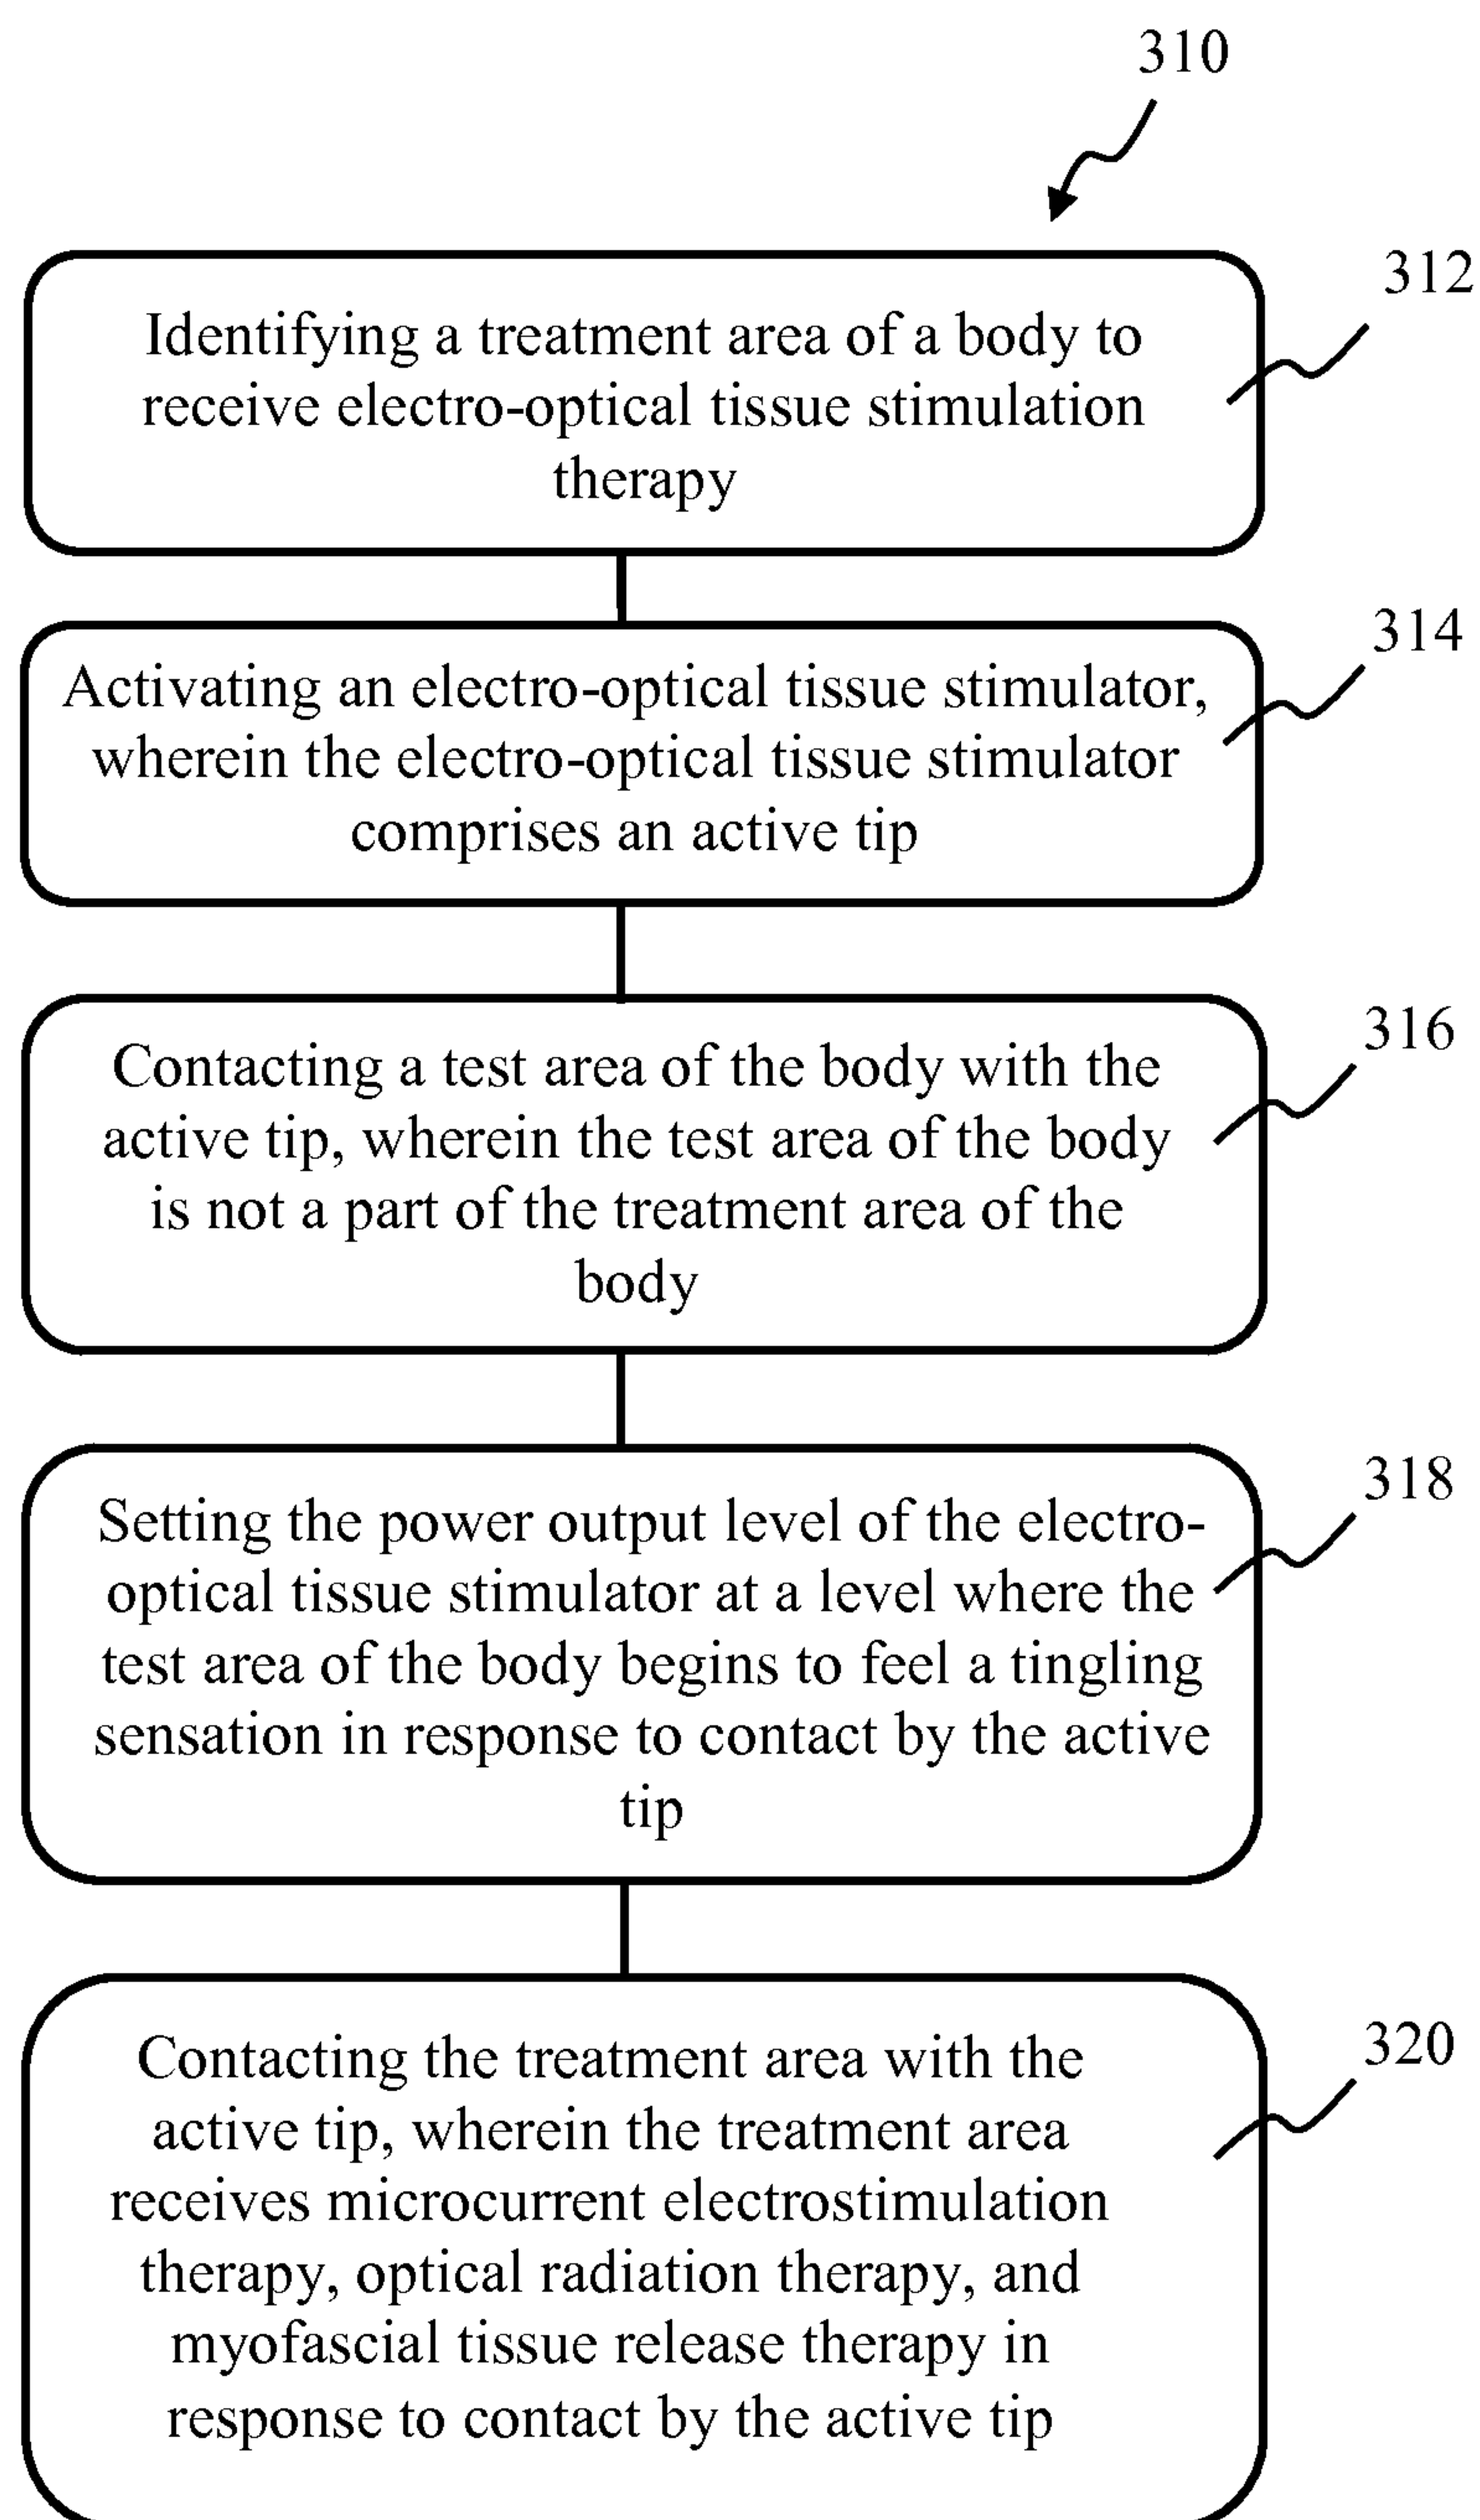 310
312
Identifying a treatment area of a body to
receive electro-optical tissue stimulation
therapy
314
Activating an electro-optical tissue stimulator,
wherein the electro-optical tissue stimulator
comprises an active tip
316
Contacting a test area of the body with the
active tip, wherein the test area of the body
is not a part of the treatment area of the
body
318
Setting the power output level of the electro-
optical tissue stimulator at a level where the
test area of the body begins to feel a tingling
sensation in response to contact by the active
tip
320
Contacting the treatment area with the
active tip, wherein the treatment area
receives microcurrent electrostimulation
therapy, optical radiation therapy, and
myofascial tissue release therapy in
response to contact by the active tip